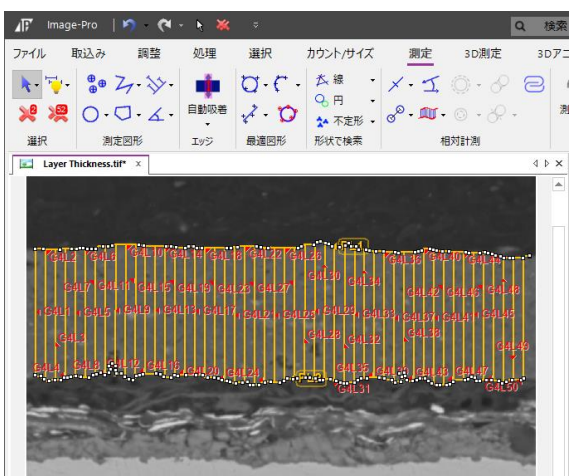 Image-Pro
検索
ファイル 取込み 調整 処理 選択 カウント/サイズ 測定 3D測定 3Dアニ
線
円
不定形
自動吸着
選択 測定図形 エッジ 最適図形 形状で検索 相対計測
Layer Thickness.tif* x
G4L2 G4L6 G4L10 G4L14 G4L18 G4L22 G4L26 G4L36 G4L40 G4L44
G4L30 G4L34
G4L7 G4L11 G4L15 G4L19 G4L23 G4L27 G4L42 G4L46 G4L48
G4L1 G4L5 G4L9 G4L13 G4L17 G4L21 G4L25 G4L29 G4L33 G4L37 G4L41 G4L45
G4L3 G4L28 G4L32 G4L38
G4L49
G4L4 G4L8 G4L12 G4L16 G4L20 G4L24 G4L35 G4L39 G4L43 G4L47
G4L31 G4L50